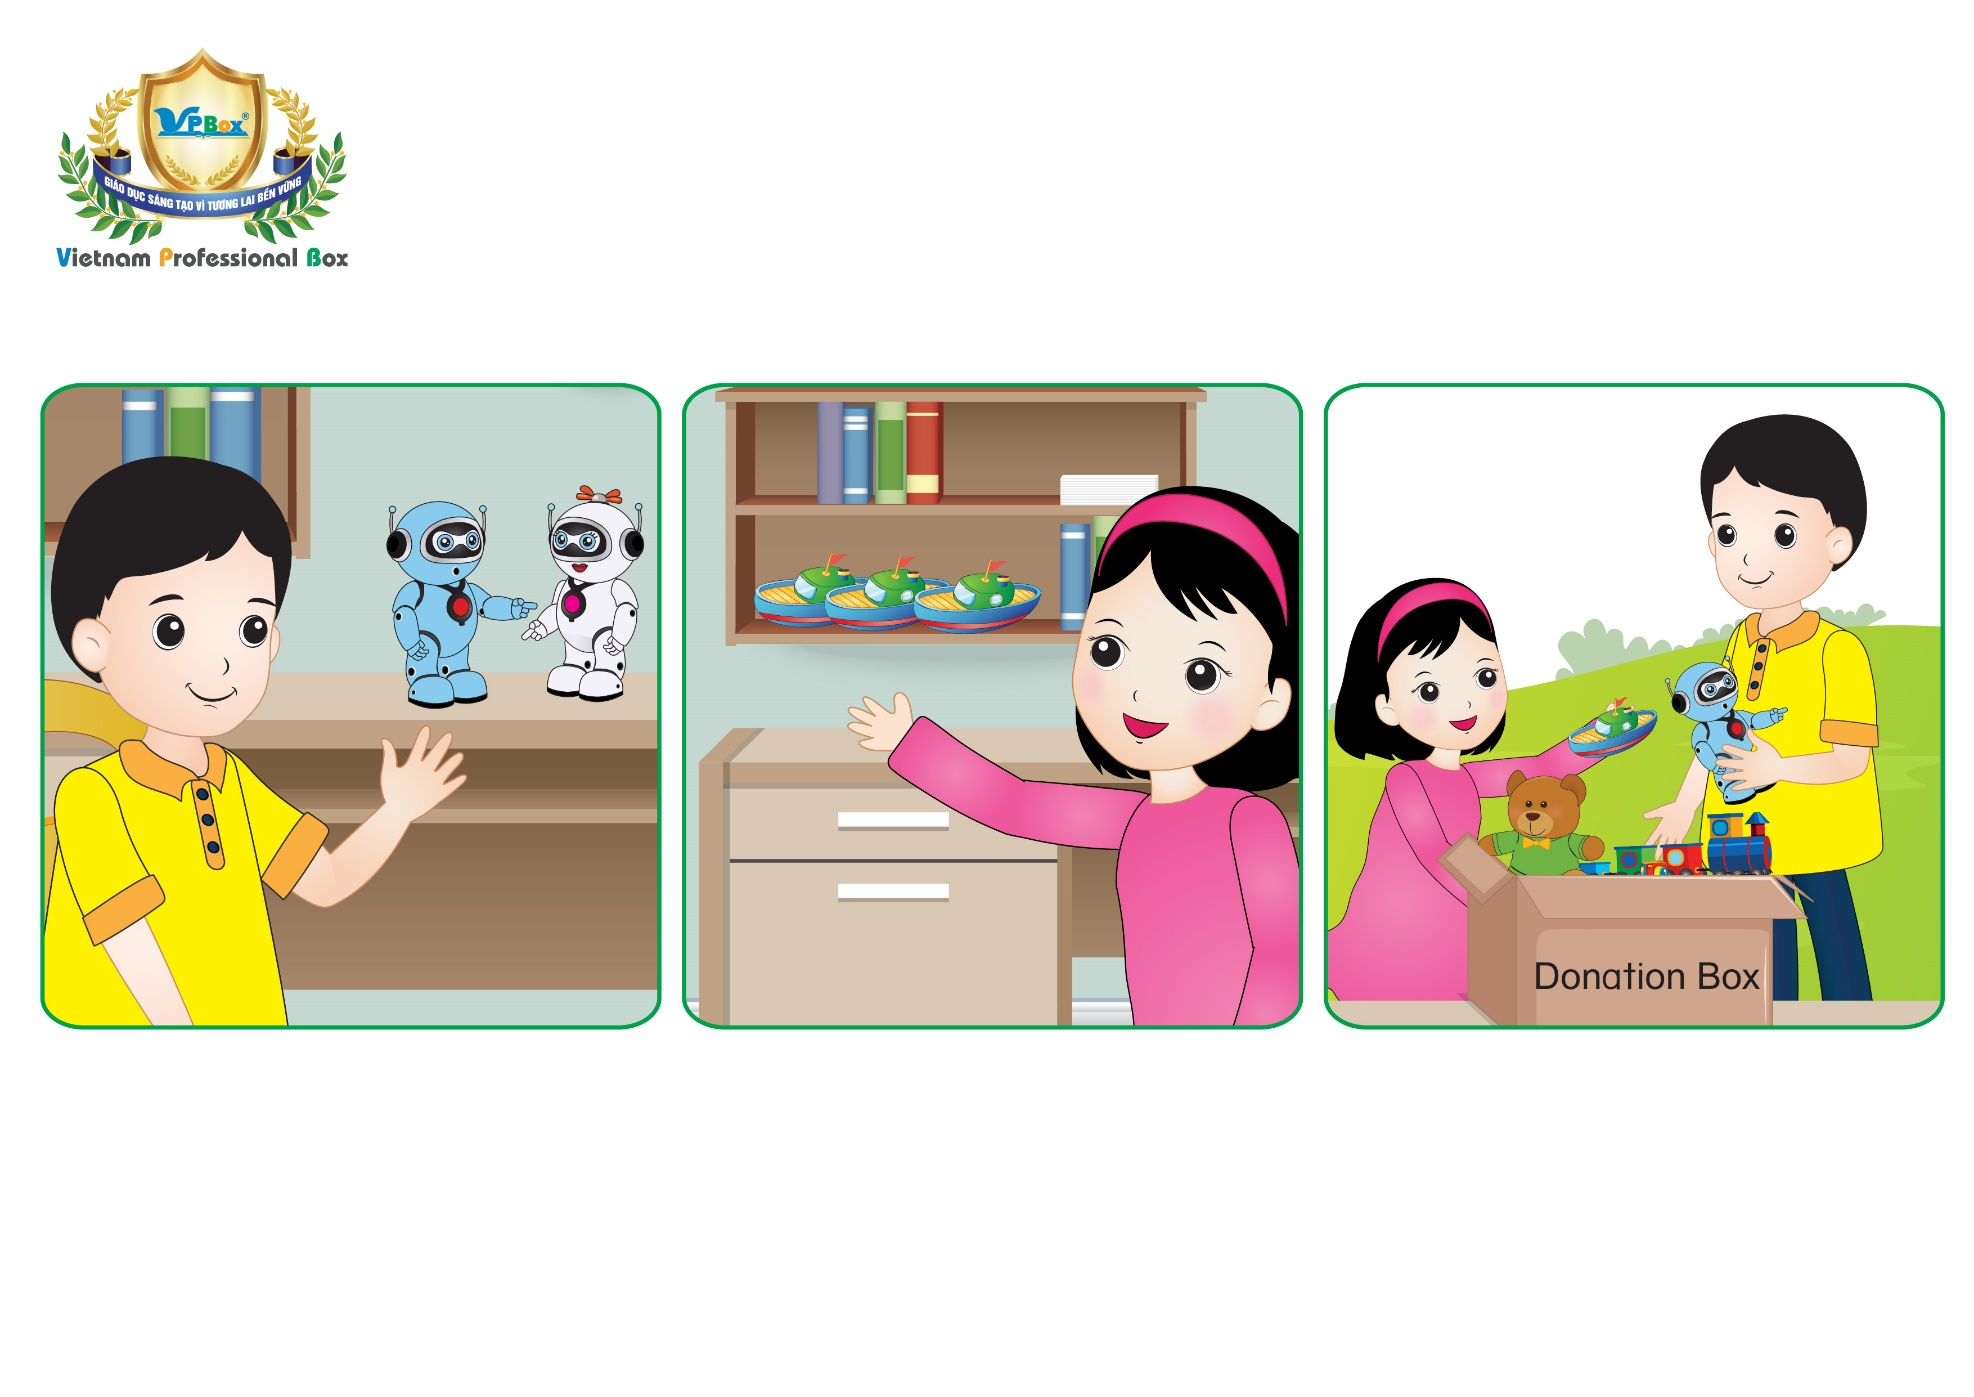 VPBox®
GIÁO DỤC SÁNG TẠO VÌ TƯƠNG LAI BỀN VỮNG
Vietnam Professional Box
Donation Box